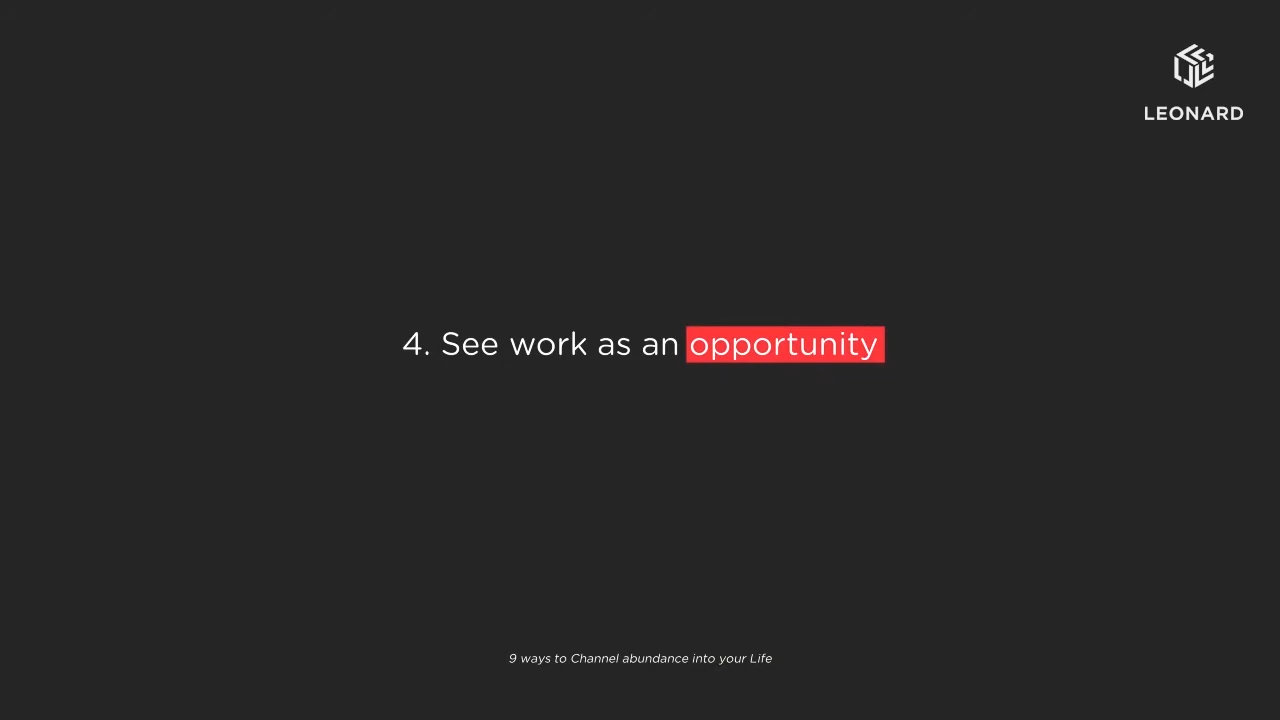 LEONARD
4. See work as an opportunity
9 ways to Channel abundance into your Life